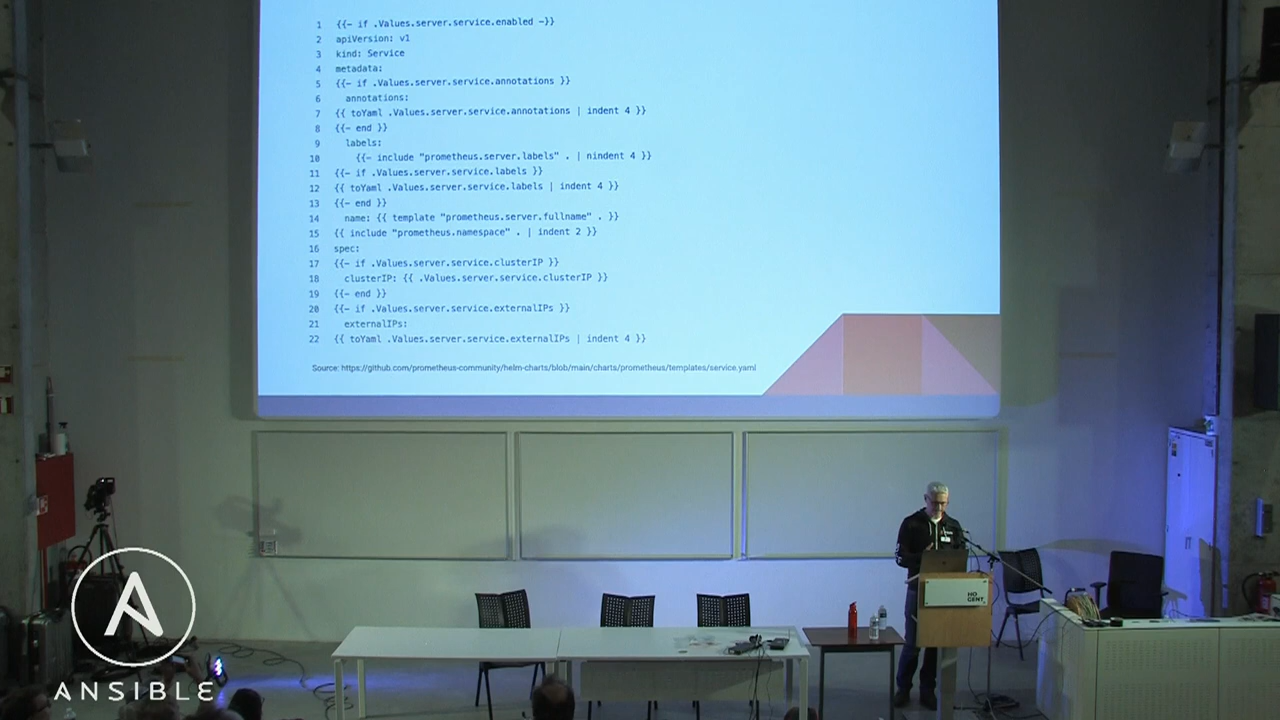 1 {{- if .Values.server.service.enabled -}}
2 apiVersion: v1
3 kind: Service
4 metadata:
5 {{- if .Values.server.service.annotations }}
6   annotations:
7 {{ toYaml .Values.server.service.annotations | indent 4 }}
8 {{- end }}
9   labels:
10     {{- include "prometheus.server.labels" . | nindent 4 }}
11 {{- if .Values.server.service.labels }}
12 {{ toYaml .Values.server.service.labels | indent 4 }}
13 {{- end }}
14   name: {{ template "prometheus.server.fullname" . }}
15 {{ include "prometheus.namespace" . | indent 2 }}
16 spec:
17 {{- if .Values.server.service.clusterIP }}
18   clusterIP: {{ .Values.server.service.clusterIP }}
19 {{- end }}
20 {{- if .Values.server.service.externalIPs }}
21   externalIPs:
22 {{ toYaml .Values.server.service.externalIPs | indent 4 }}
Source: https://github.com/prometheus-community/helm-charts/blob/main/charts/prometheus/templates/service.yaml
HO
GENT
ANSIBLE